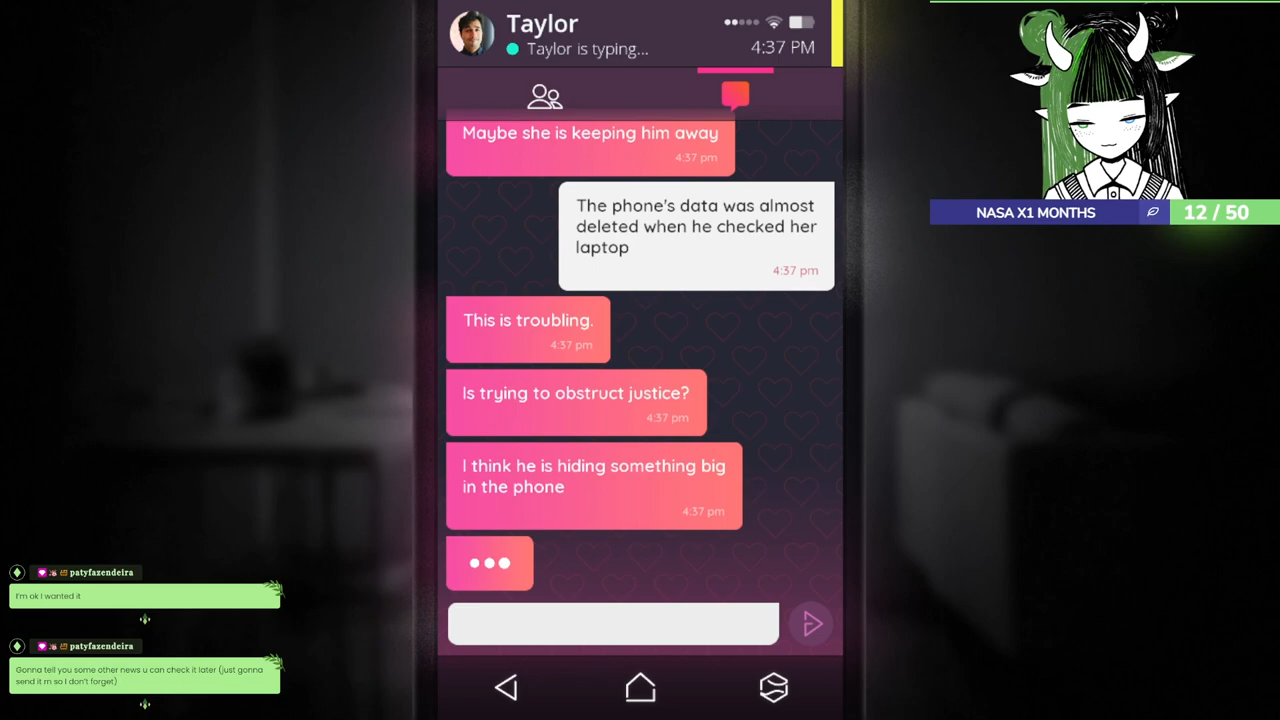 Taylor
Taylor is typing...
4:37 PM
Maybe she is keeping him away
4:37 pm
The phone's data was almost
deleted when he checked her
laptop
4:37 pm
This is troubling.
4:37 pm
Is trying to obstruct justice?
4:37 pm
I think he is hiding something big
in the phone
4:37 pm
NASA X1 MONTHS
12 / 50
patyfazendeira
I'm ok I wanted it
patyfazendeira
Gonna tell you some other news u can check it later (just gonna
send it rn so I don't forget)